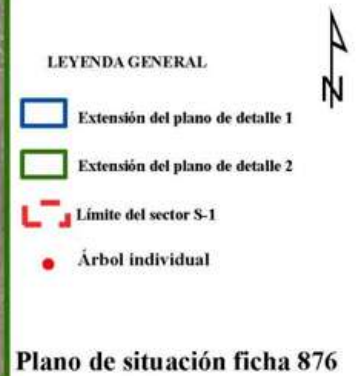 N
LEYENDA GENERAL
Extensión del plano de detalle 1
Extensión del plano de detalle 2
Límite del sector S-1
Árbol individual
Plano de situación ficha 876